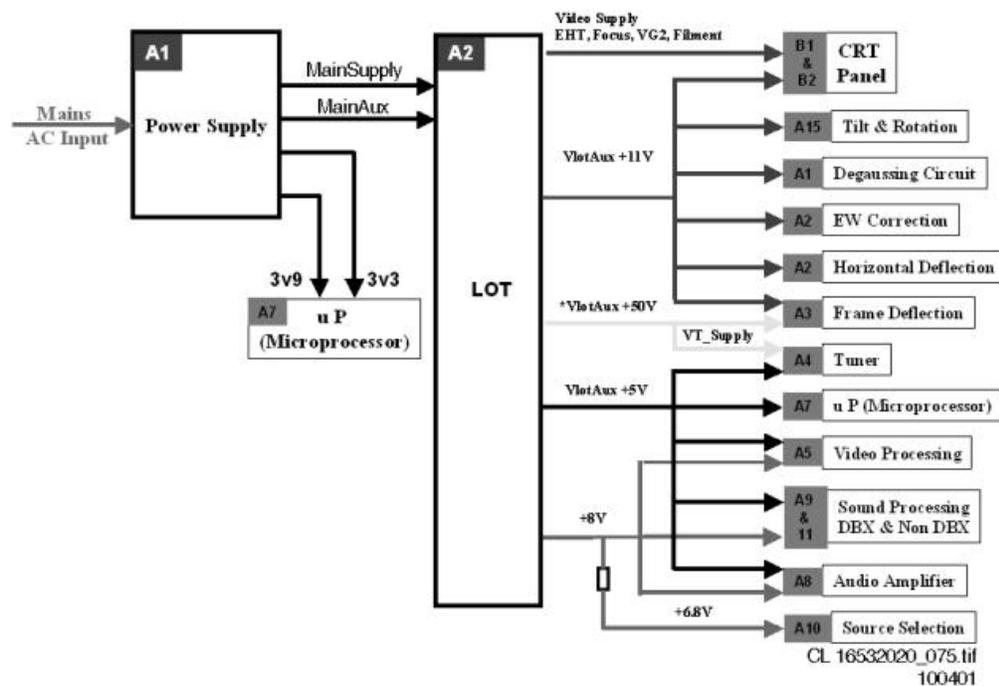 Video Supply
EHT, Focus, VG2, Filment
A1
Power Supply
Mains
AC Input
MainSupply
MainAux
3v9
3v3
A7
u P
(Microprocessor)
A2
LOT
VlotAux +11V
*VlotAux +50V
VT_Supply
VlotAux +5V
+8V
+6.8V
B1
&
B2
CRT
Panel
A15
Tilt & Rotation
A1
Degaussing Circuit
A2
EW Correction
A2
Horizontal Deflection
A3
Frame Deflection
A4
Tuner
A7
u P (Microprocessor)
A5
Video Processing
A9
&
11
Sound Processing
DBX & Non DBX
A8
Audio Amplifier
A10
Source Selection
CL 16532020_075.tif
100401